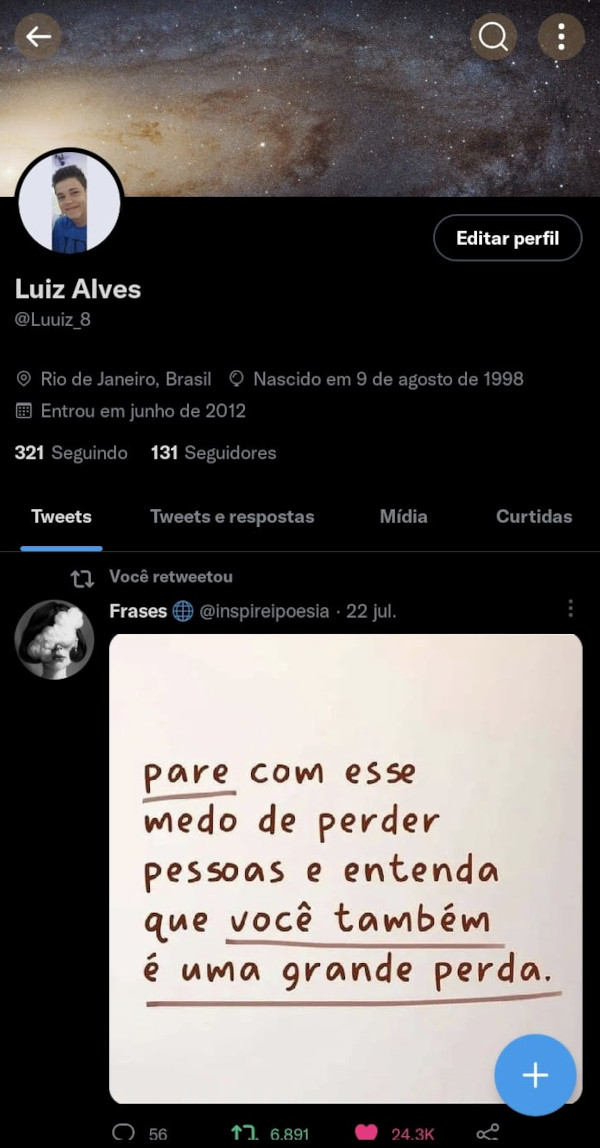 Editar perfil
Luiz Alves
@Luuiz_8
Rio de Janeiro, Brasil Nascido em 9 de agosto de 1998
Entrou em junho de 2012
321 Seguindo 131 Seguidores
Tweets Tweets e respostas Mídia Curtidas
Você retweetou
Frases @inspireipoesia · 22 jul.
pare com esse
medo de perder
pessoas e entenda
que você também
é uma grande perda.
56 6.891 24.3K